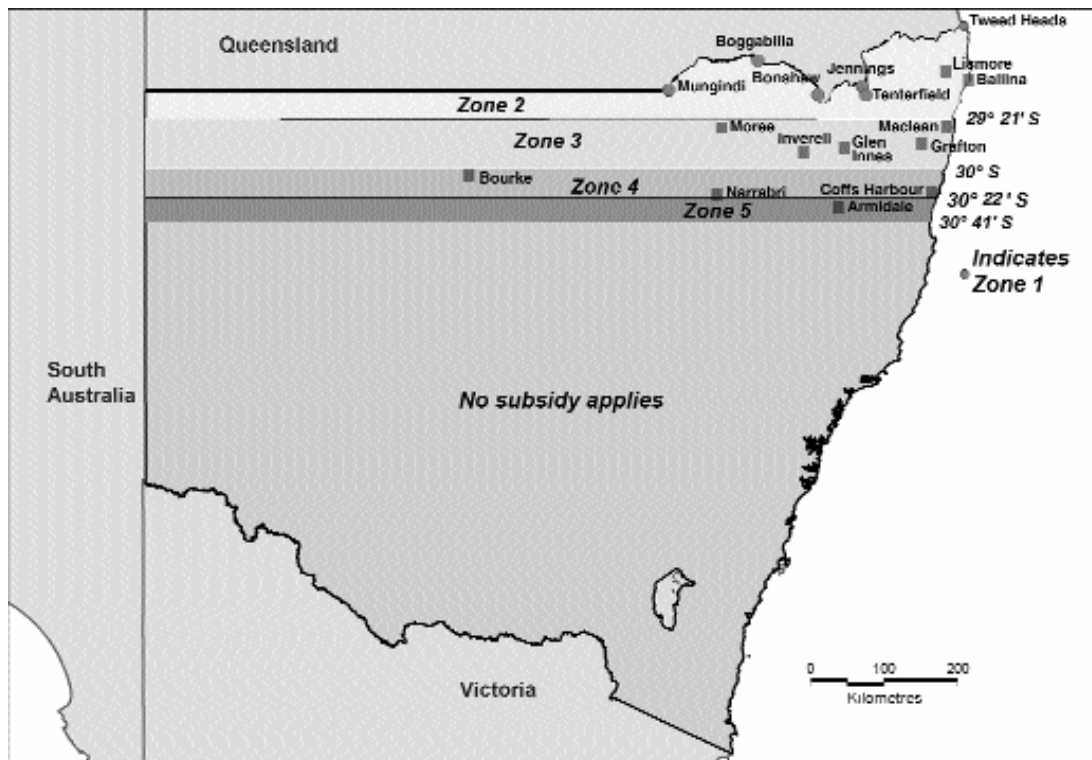 Tweed Heads
Queensland
Boggabilla
Lismore
Jennings
Bonshaw
Ballina
Mungindi
Tenterfield
Zone 2
29° 21' S
Moree
Maclean
Zone 3
Inverell
Glen
Innes
Grafton
30° S
Bourke
Zone 4
Narrabri
Coffs Harbour
30° 22' S
Zone 5
Armidale
30° 41' S
Indicates
Zone 1
South
Australia
No subsidy applies
Victoria
0 100 200
Kilometres